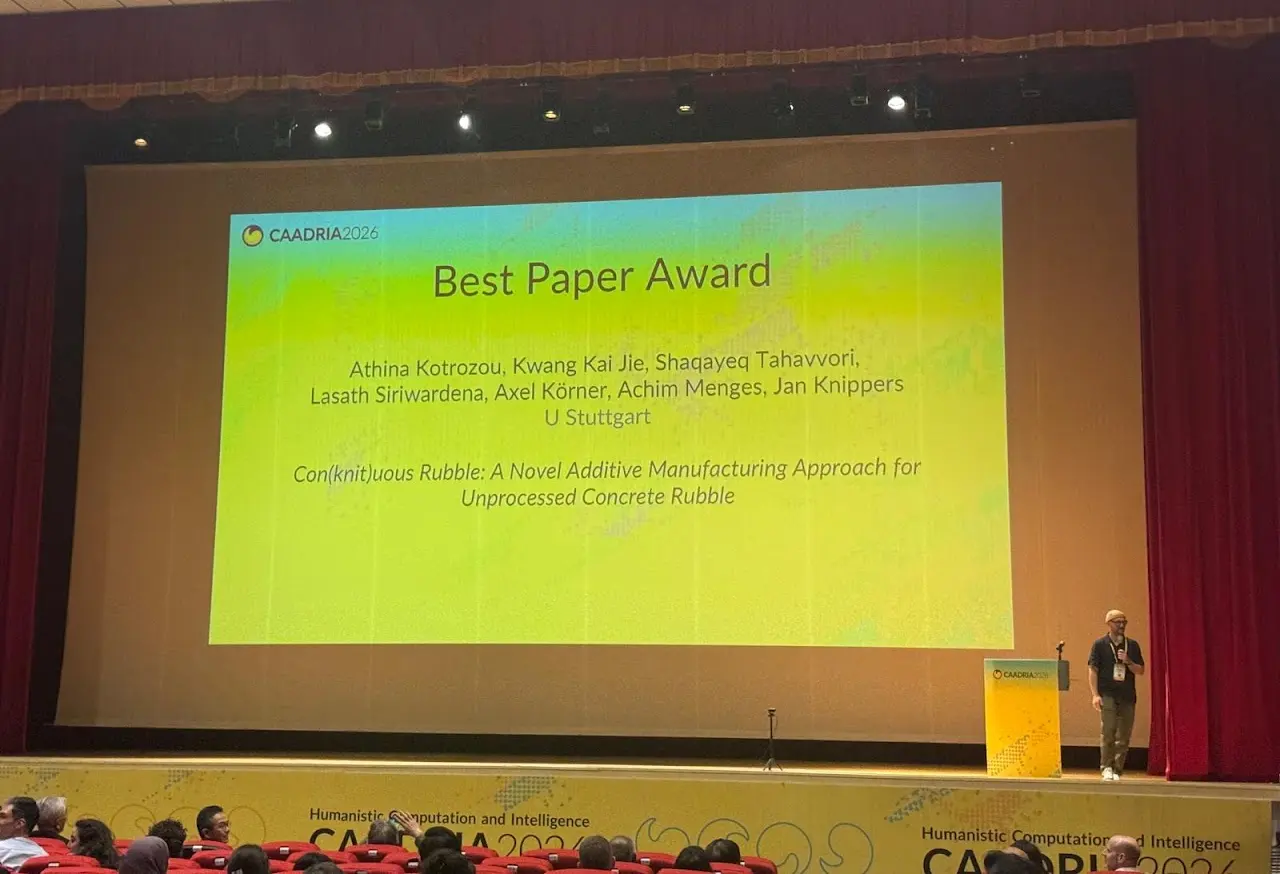 CAADRIA2026
Best Paper Award
Athina Kotrozou, Kwang Kai Jie, Shaqayeq Tahavvori,
Lasath Siriwardena, Axel Körner, Achim Menges, Jan Knippers
U Stuttgart
Con(knit)uous Rubble: A Novel Additive Manufacturing Approach for
Unprocessed Concrete Rubble
CAADRIA2026
Humanistic Computation and Intelligence
CAADRIA2026
Humanistic Computation and Intelligence
CAADRIA2026